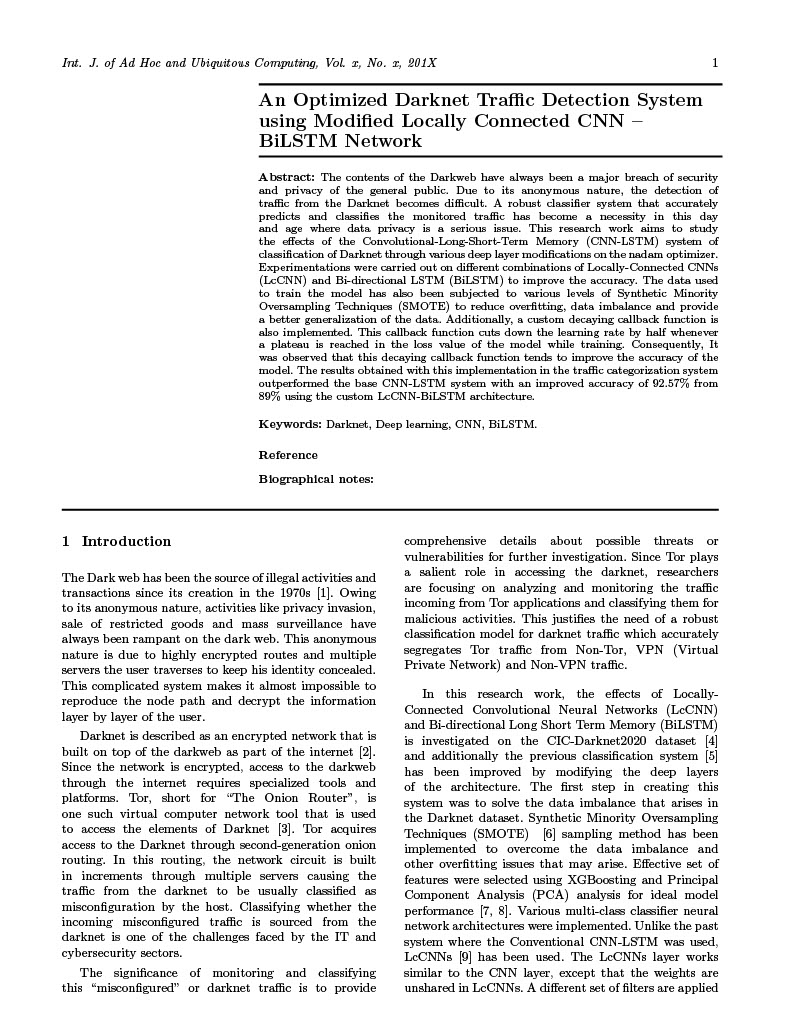 Int. J. of Ad Hoc and Ubiquitous Computing, Vol. x, No. x, 201X 1
An Optimized Darknet Traffic Detection System
using Modified Locally Connected CNN –
BiLSTM Network
Abstract: The contents of the Darkweb have always been a major breach of security
and privacy of the general public. Due to its anonymous nature, the detection of
traffic from the Darknet becomes difficult. A robust classifier system that accurately
predicts and classifies the monitored traffic has become a necessity in this day
and age where data privacy is a serious issue. This research work aims to study
the effects of the Convolutional-Long-Short-Term Memory (CNN-LSTM) system of
classification of Darknet through various deep layer modifications on the nadam optimizer.
Experimentations were carried out on different combinations of Locally-Connected CNNs
(LcCNN) and Bi-directional LSTM (BiLSTM) to improve the accuracy. The data used
to train the model has also been subjected to various levels of Synthetic Minority
Oversampling Techniques (SMOTE) to reduce overfitting, data imbalance and provide
a better generalization of the data. Additionally, a custom decaying callback function is
also implemented. This callback function cuts down the learning rate by half whenever
a plateau is reached in the loss value of the model while training. Consequently, It
was observed that this decaying callback function tends to improve the accuracy of the
model. The results obtained with this implementation in the traffic categorization system
outperformed the base CNN-LSTM system with an improved accuracy of 92.57% from
89% using the custom LcCNN-BiLSTM architecture.
Keywords: Darknet, Deep learning, CNN, BiLSTM.
Reference
Biographical notes:
1 Introduction
The Dark web has been the source of illegal activities and
transactions since its creation in the 1970s [1]. Owing
to its anonymous nature, activities like privacy invasion,
sale of restricted goods and mass surveillance have
always been rampant on the dark web. This anonymous
nature is due to highly encrypted routes and multiple
servers the user traverses to keep his identity concealed.
This complicated system makes it almost impossible to
reproduce the node path and decrypt the information
layer by layer of the user.
Darknet is described as an encrypted network that is
built on top of the darkweb as part of the internet [2].
Since the network is encrypted, access to the darkweb
through the internet requires specialized tools and
platforms. Tor, short for “The Onion Router”, is
one such virtual computer network tool that is used
to access the elements of Darknet [3]. Tor acquires
access to the Darknet through second-generation onion
routing. In this routing, the network circuit is built
in increments through multiple servers causing the
traffic from the darknet to be usually classified as
misconfiguration by the host. Classifying whether the
incoming misconfigured traffic is sourced from the
darknet is one of the challenges faced by the IT and
cybersecurity sectors.
The significance of monitoring and classifying
this “misconfigured” or darknet traffic is to provide
comprehensive details about possible threats or
vulnerabilities for further investigation. Since Tor plays
a salient role in accessing the darknet, researchers
are focusing on analyzing and monitoring the traffic
incoming from Tor applications and classifying them for
malicious activities. This justifies the need of a robust
classification model for darknet traffic which accurately
segregates Tor traffic from Non-Tor, VPN (Virtual
Private Network) and Non-VPN traffic.
In this research work, the effects of Locally-
Connected Convolutional Neural Networks (LcCNN)
and Bi-directional Long Short Term Memory (BiLSTM)
is investigated on the CIC-Darknet2020 dataset [4]
and additionally the previous classification system [5]
has been improved by modifying the deep layers
of the architecture. The first step in creating this
system was to solve the data imbalance that arises in
the Darknet dataset. Synthetic Minority Oversampling
Techniques (SMOTE) [6] sampling method has been
implemented to overcome the data imbalance and
other overfitting issues that may arise. Effective set of
features were selected using XGBoosting and Principal
Component Analysis (PCA) analysis for ideal model
performance [7, 8]. Various multi-class classifier neural
network architectures were implemented. Unlike the past
system where the Conventional CNN-LSTM was used,
LcCNNs [9] has been used. The LcCNNs layer works
similar to the CNN layer, except that the weights are
unshared in LcCNNs. A different set of filters are applied